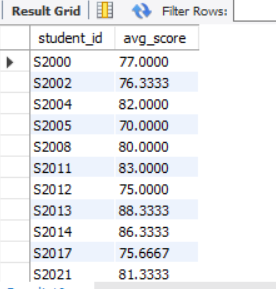 Result Grid Filter Rows:
student_id avg_score
S2000 77.0000
S2002 76.3333
S2004 82.0000
S2005 70.0000
S2008 80.0000
S2011 83.0000
S2012 75.0000
S2013 88.3333
S2014 86.3333
S2017 75.6667
S2021 81.3333